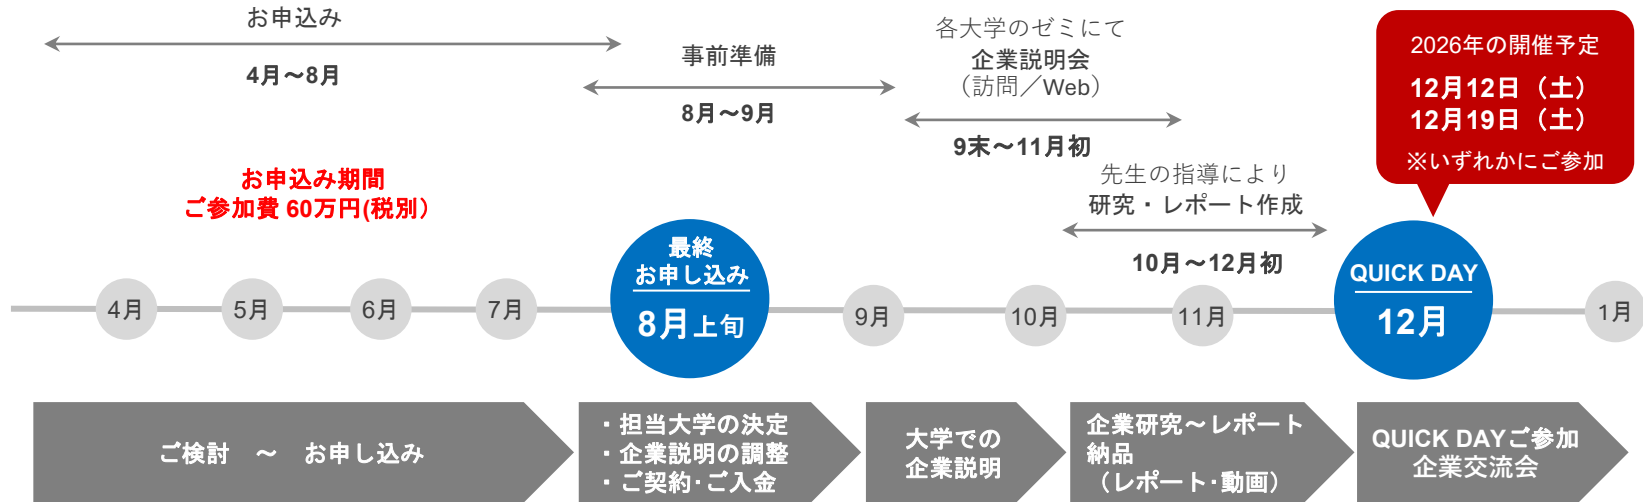 お申込み
4月～8月
事前準備
8月～9月
各大学のゼミにて
企業説明会
（訪問／Web）
9末～11月初
先生の指導により
研究・レポート作成
10月～12月初
2026年の開催予定
12月12日（土）
12月19日（土）
※いずれかにご参加
お申込み期間
ご参加費 60万円(税別）
4月
5月
6月
7月
最終
お申し込み
8月上旬
9月
10月
11月
QUICK DAY
12月
1月
ご検討　～　お申し込み
・担当大学の決定
・企業説明の調整
・ご契約･ご入金
大学での
企業説明
企業研究～レポート
納品
（レポート･動画）
QUICK DAYご参加
企業交流会